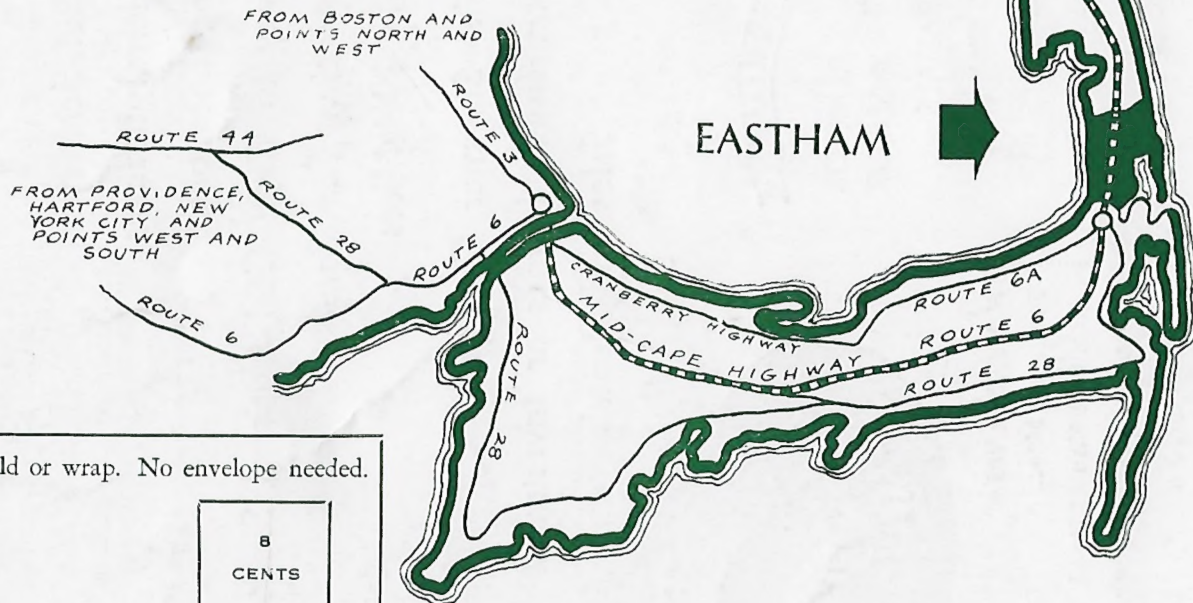 FROM BOSTON AND
POINTS NORTH AND
WEST
ROUTE 44
ROUTE 3
EASTHAM
FROM PROVIDENCE,
HARTFORD, NEW
YORK CITY AND
POINTS WEST AND
SOUTH
ROUTE 28
ROUTE 6
ROUTE 6
CRANBERRY HIGHWAY
ROUTE 6A
MID-CAPE HIGHWAY
ROUTE 6
ROUTE 28
ROUTE 28
ld or wrap. No envelope needed.
8
CENTS